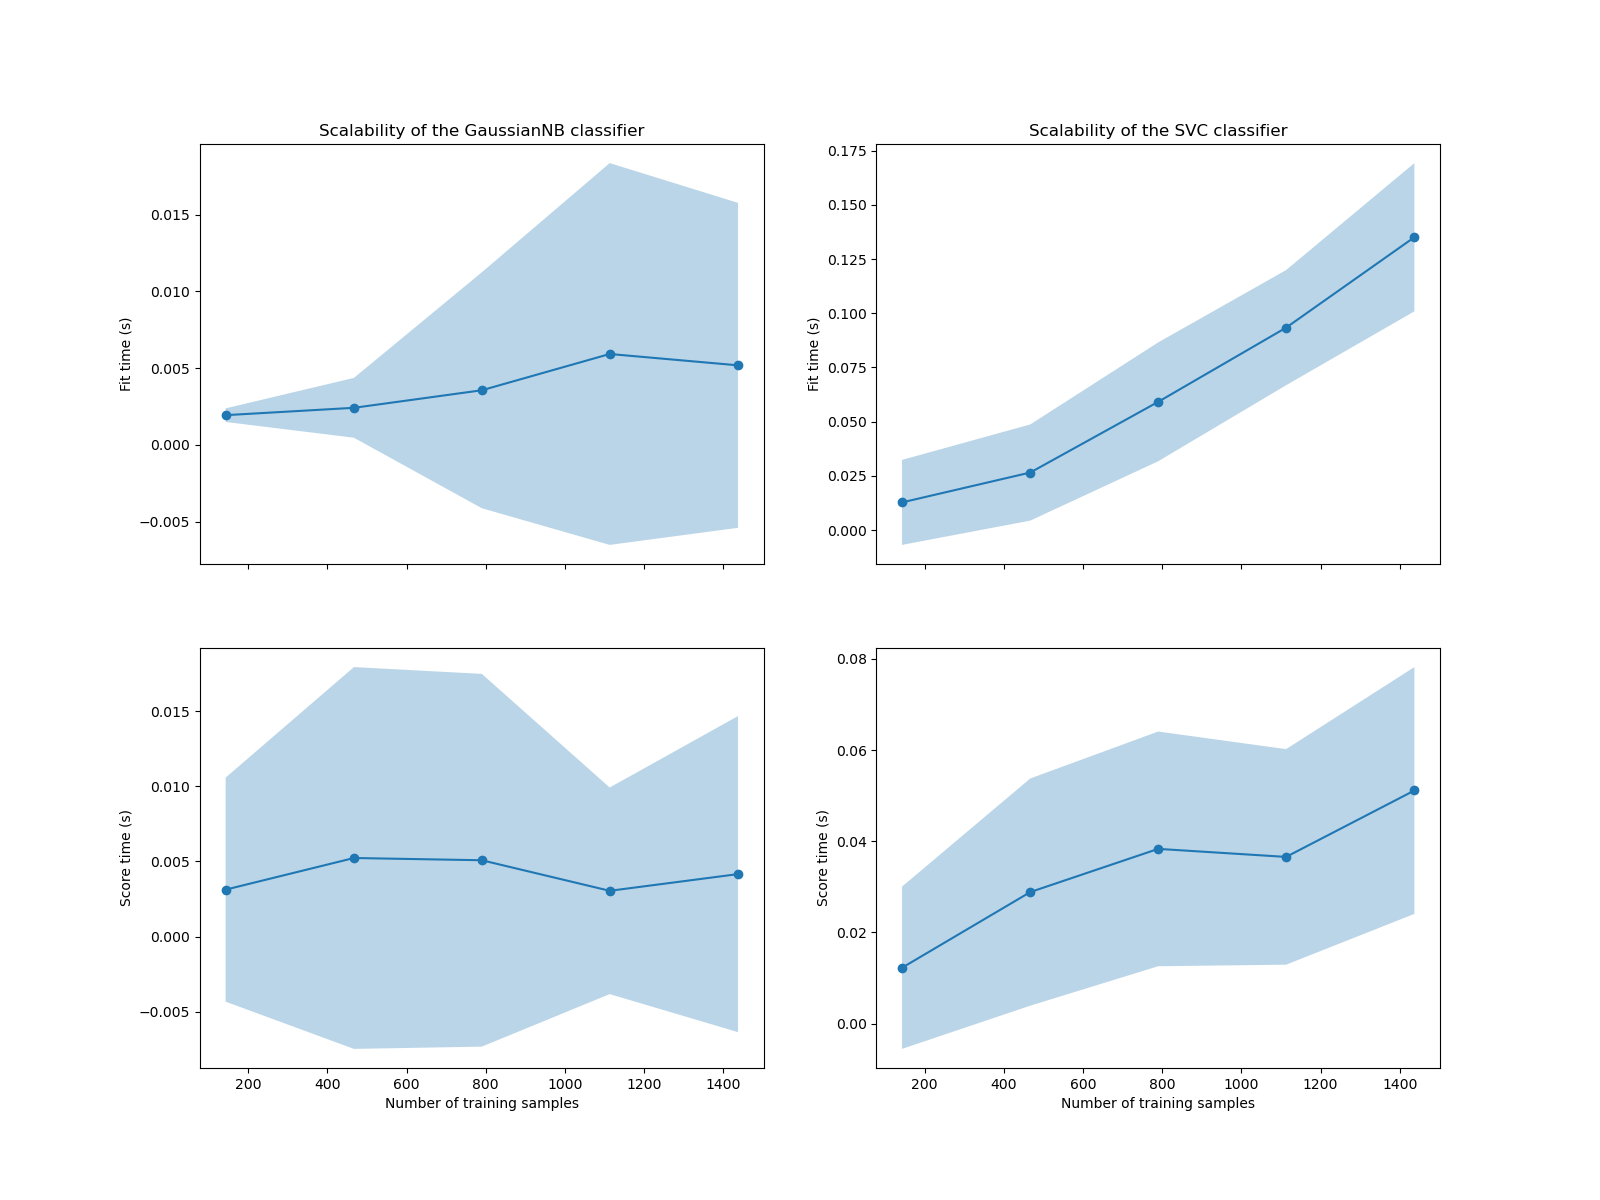 Scalability of the GaussianNB classifier
Fit time (s)
0.015
0.010
0.005
0.000
−0.005
Scalability of the SVC classifier
Fit time (s)
0.175
0.150
0.125
0.100
0.075
0.050
0.025
0.000
Score time (s)
0.015
0.010
0.005
0.000
−0.005
200 400 600 800 1000 1200 1400
Number of training samples
Score time (s)
0.08
0.06
0.04
0.02
0.00
200 400 600 800 1000 1200 1400
Number of training samples